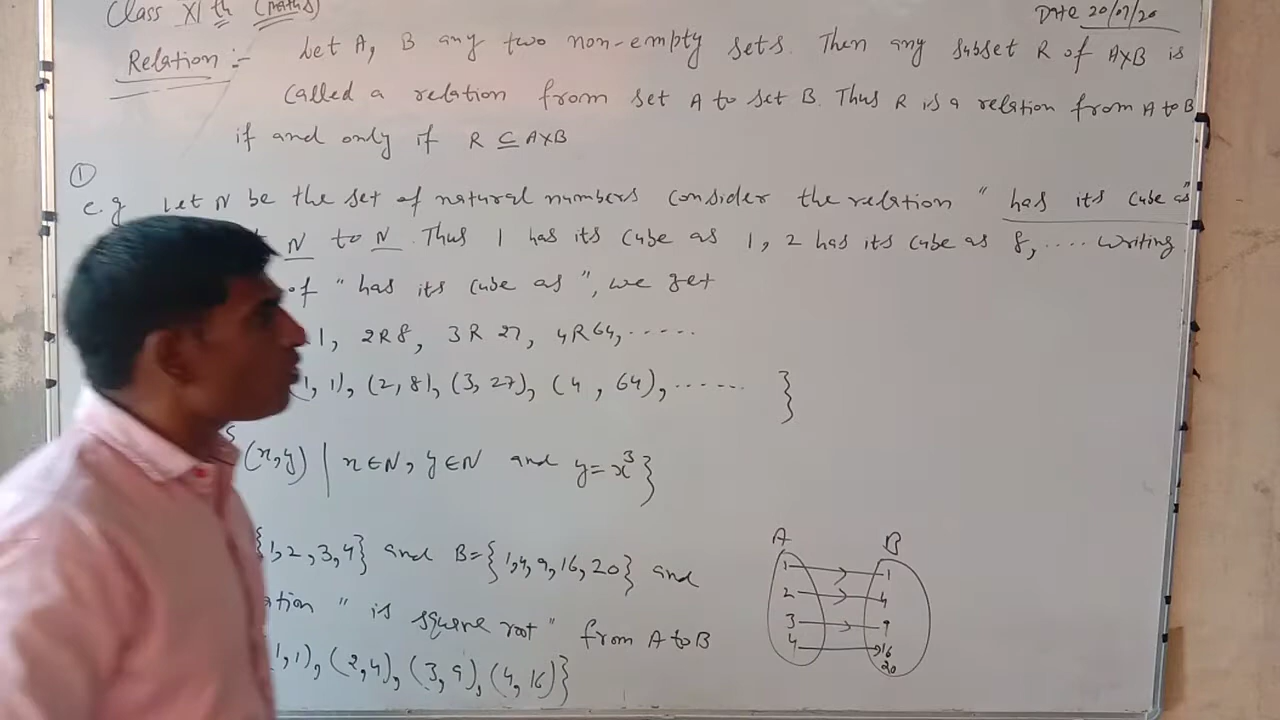 Class XIth (Maths)
DATE 20/07/20
Relation :- Let A, B any two non-empty sets. Then any subset R of A×B is
called a relation from set A to set B. Thus R is a relation from A to B
if and only if R ⊆ A×B
①
e.g Let N be the set of natural numbers consider the relation "has its cube as"
N to N. Thus 1 has its cube as 1, 2 has its cube as 8, .... writing
of "has its cube as", we get
1, 2R8, 3R 27, 4R64, ......
1, 1), (2, 8), (3, 27), (4, 64), ...... }
(x,y) | x∈N, y∈N and y=x³}
{1,2,3,4} and B={1,4,9,16,20} and
ation "is square root" from A to B
1,1), (2,4), (3,9), (4,16)}
A B
1 1
2 4
3 9
4 16
20